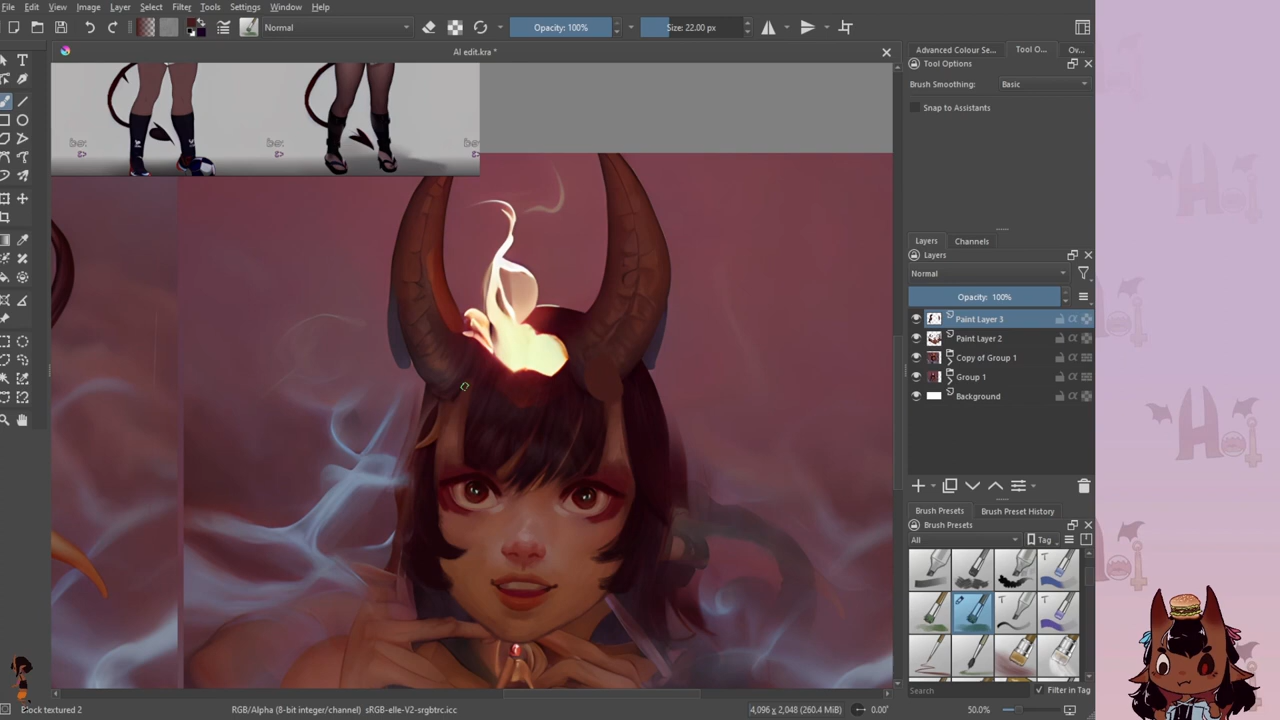 File Edit View Image Layer Select Filter Tools Settings Window Help
Normal
Opacity: 100%
Size: 22.00 px
AI edit.kra *
Advanced Colour Se...
Tool O...
Ov...
Tool Options
Brush Smoothing: Basic
Snap to Assistants
Layers
Channels
Layers
Normal
Opacity: 100%
Paint Layer 3
Paint Layer 2
Copy of Group 1
Group 1
Background
Brush Presets
Brush Preset History
Brush Presets
All
Tag
Search
Filter in Tag
Block textured 2
RGB/Alpha (8-bit integer/channel) sRGB-elle-V2-srgbtrc.icc
4,096 x 2,048 (260.4 MiB)
0.00°
50.0%